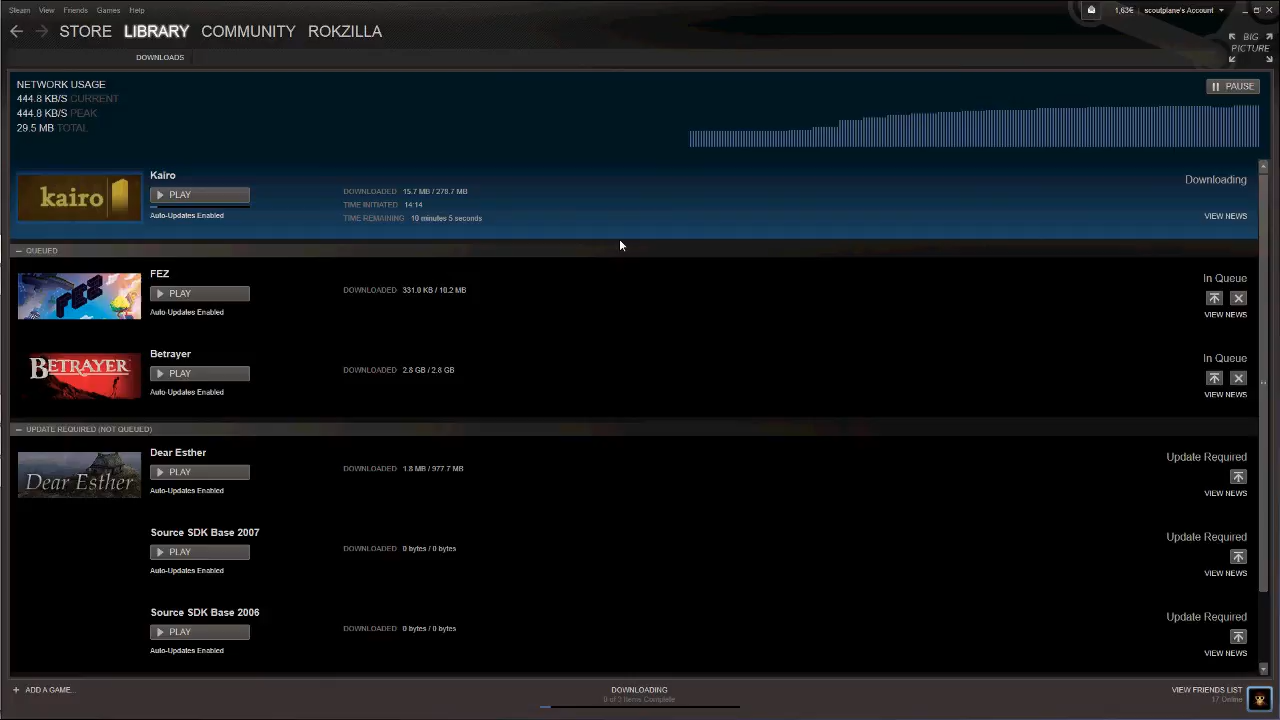 Steam View Friends Games Help
1,63€ scoutplane's Account
STORE LIBRARY COMMUNITY ROKZILLA
BIG PICTURE
DOWNLOADS
NETWORK USAGE
444.8 KB/S CURRENT
444.8 KB/S PEAK
29.5 MB TOTAL
PAUSE
kairo
Kairo
PLAY
Auto-Updates Enabled
DOWNLOADED 15.7 MB / 278.7 MB
TIME INITIATED 14:14
TIME REMAINING 10 minutes 5 seconds
Downloading
VIEW NEWS
QUEUED
FEZ
FEZ
PLAY
Auto-Updates Enabled
DOWNLOADED 331.0 KB / 10.2 MB
In Queue
VIEW NEWS
BETRAYER
Betrayer
PLAY
Auto-Updates Enabled
DOWNLOADED 2.8 GB / 2.8 GB
In Queue
VIEW NEWS
UPDATE REQUIRED (NOT QUEUED)
Dear Esther
Dear Esther
PLAY
Auto-Updates Enabled
DOWNLOADED 1.8 MB / 977.7 MB
Update Required
VIEW NEWS
Source SDK Base 2007
PLAY
Auto-Updates Enabled
DOWNLOADED 0 bytes / 0 bytes
Update Required
VIEW NEWS
Source SDK Base 2006
PLAY
Auto-Updates Enabled
DOWNLOADED 0 bytes / 0 bytes
Update Required
VIEW NEWS
+ ADD A GAME...
DOWNLOADING
Items Complete
VIEW FRIENDS LIST
17 Online